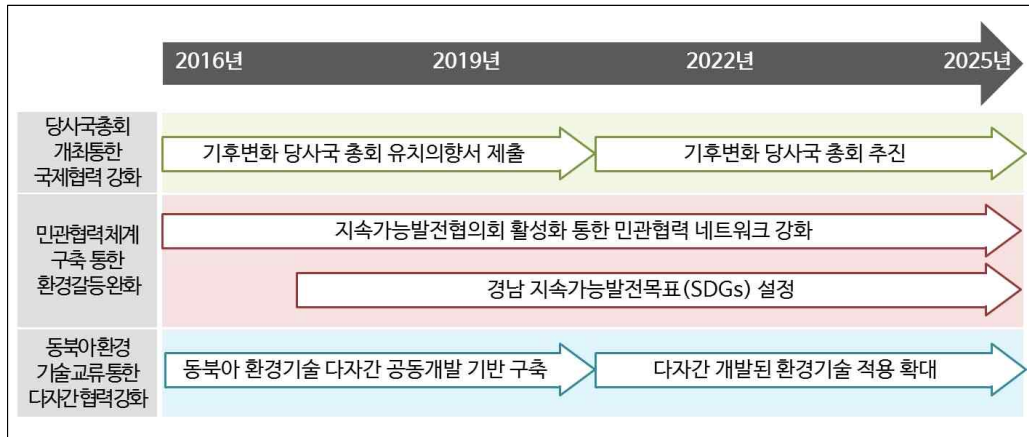 2016년 2019년 2022년 2025년
당사국총회
개최통한
국제협력 강화
기후변화 당사국 총회 유치의향서 제출
기후변화 당사국 총회 추진
민관협력체계
구축 통한
환경갈등완화
지속가능발전협의회 활성화 통한 민관협력 네트워크 강화
경남 지속가능발전목표(SDGs) 설정
동북아환경
기술교류통한
다자간협력강화
동북아 환경기술 다자간 공동개발 기반 구축
다자간 개발된 환경기술 적용 확대